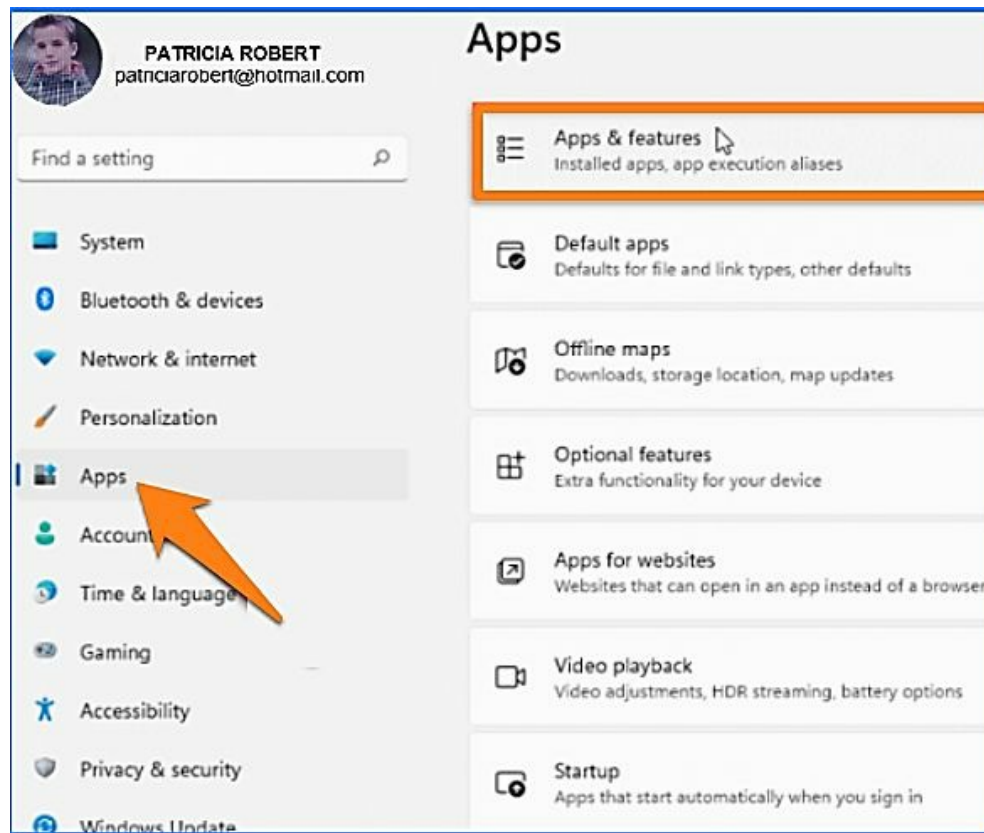 PATRICIA ROBERT
patriciarobert@hotmail.com
Find a setting
System
Bluetooth & devices
Network & internet
Personalization
Apps
Account
Time & language
Gaming
Accessibility
Privacy & security
Windows Update
Apps
Apps & features
Installed apps, app execution aliases
Default apps
Defaults for file and link types, other defaults
Offline maps
Downloads, storage location, map updates
Optional features
Extra functionality for your device
Apps for websites
Websites that can open in an app instead of a browser
Video playback
Video adjustments, HDR streaming, battery options
Startup
Apps that start automatically when you sign in